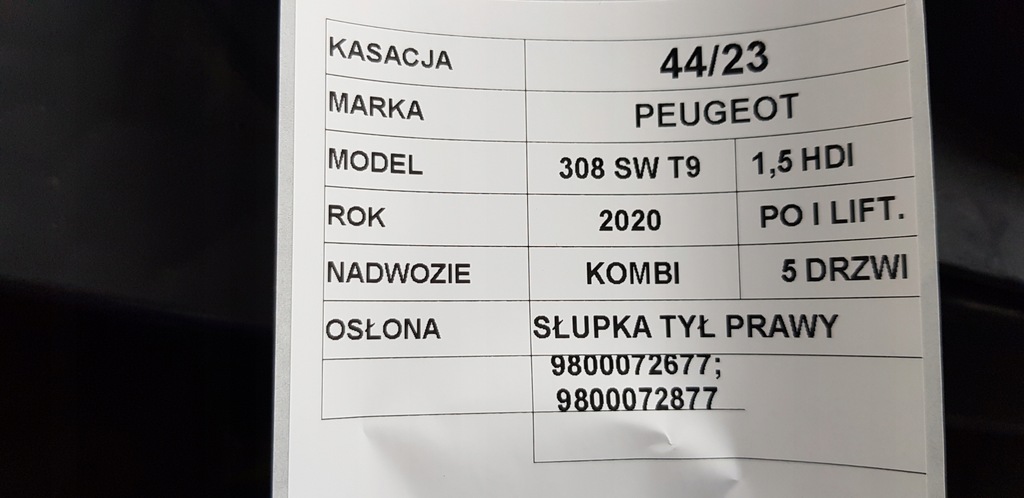 KASACJA 44/23
MARKA PEUGEOT
MODEL 308 SW T9 1,5 HDI
ROK 2020 PO I LIFT.
NADWOZIE KOMBI 5 DRZWI
OSŁONA SŁUPKA TYŁ PRAWY
9800072677;
9800072877